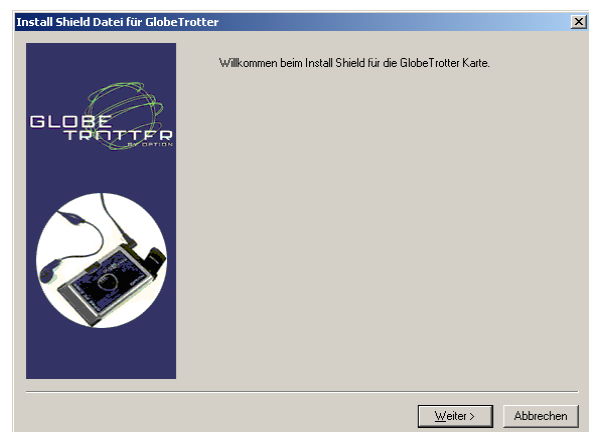 Install Shield Datei für GlobeTrotter
Willkommen beim Install Shield für die GlobeTrotter Karte.
GLOBE
TROTTER
BY OPTION
Weiter >
Abbrechen